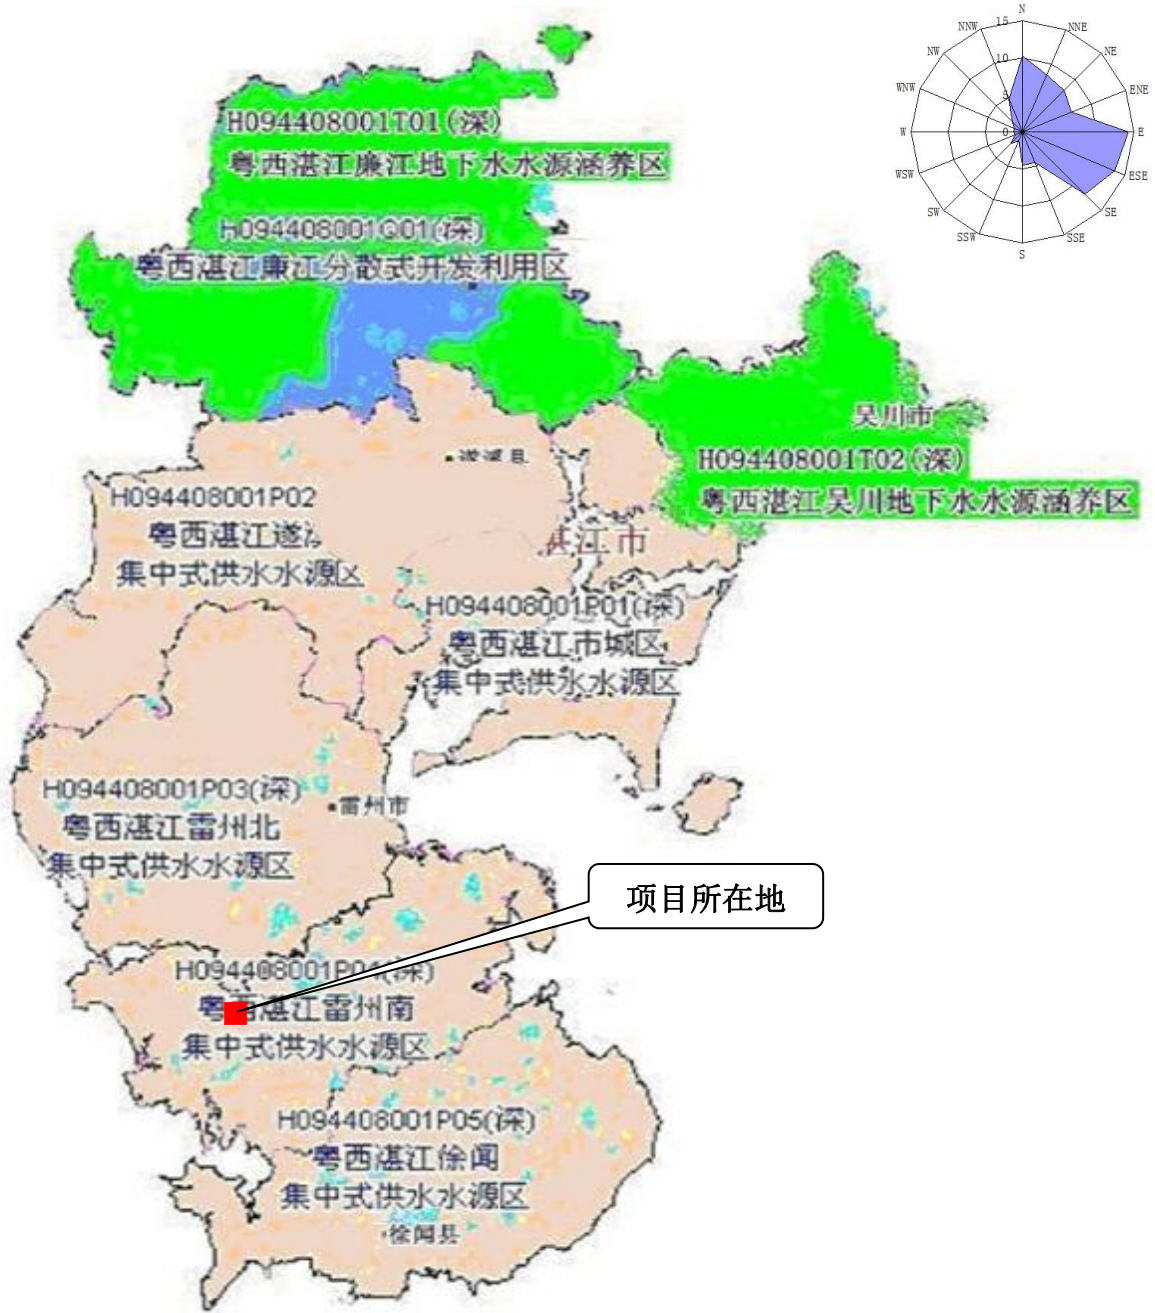 N
NNE
NE
ENE
E
ESE
SE
SSE
S
SSW
SW
WSW
W
WNW
NW
NNW
15
10
5
0
H094408001T01(深)
粤西湛江廉江地下水水源涵养区
H094408001Q01(深)
粤西湛江廉江分散式开发利用区
吴川市
H094408001T02(深)
粤西湛江吴川地下水水源涵养区
遂溪县
H094408001P02
粤西湛江遂
集中式供水水源区
湛江市
H094408001P01(深)
粤西湛江市城区
集中式供水水源区
H094408001P03(深)
粤西湛江雷州北
集中式供水水源区
雷州市
项目所在地
H094408001P04(深)
粤西湛江雷州南
集中式供水水源区
H094408001P05(深)
粤西湛江徐闻
集中式供水水源区
徐闻县